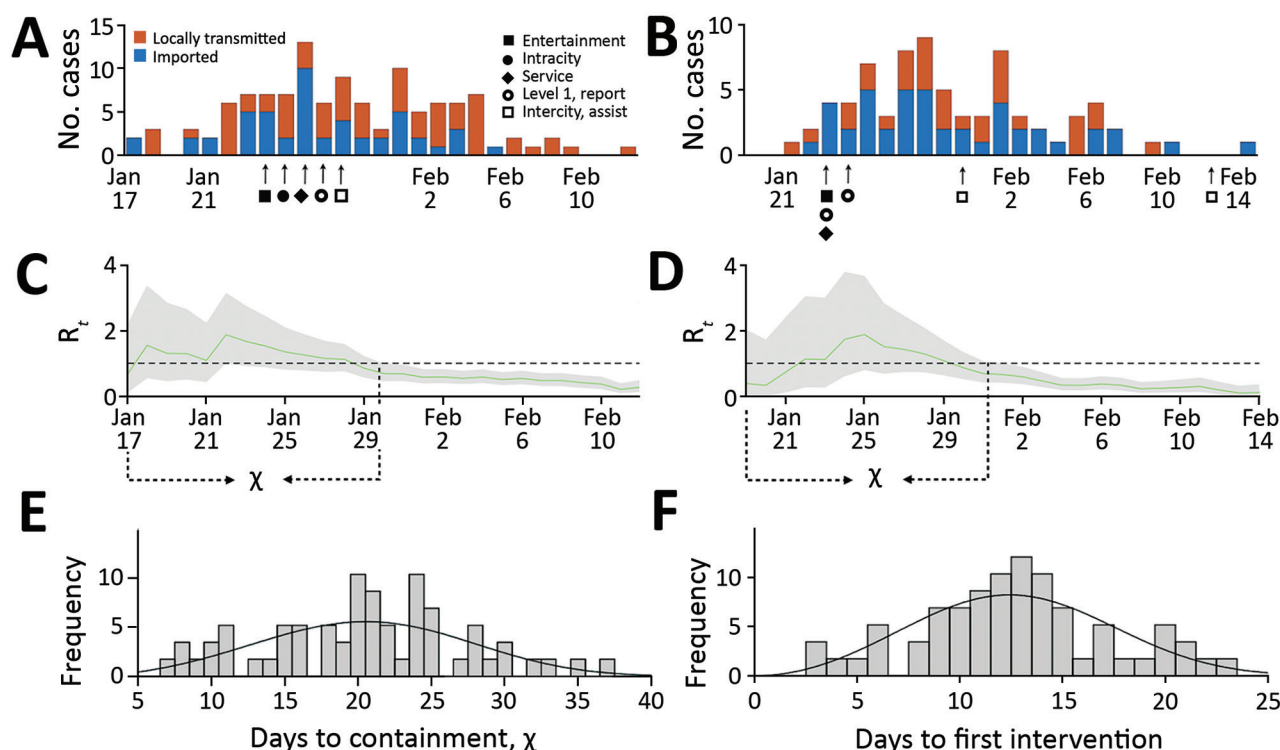 A
No. cases
15
10
5
0
Locally transmitted
Imported
Entertainment
Intracity
Service
Level 1, report
Intercity, assist
Jan 17
Jan 21
Feb 2
Feb 6
Feb 10
B
No. cases
10
5
0
Jan 21
Feb 2
Feb 6
Feb 10
Feb 14
C
Rt
4
2
0
Jan 17
Jan 21
Jan 25
Jan 29
Feb 2
Feb 6
Feb 10
χ
D
Rt
4
2
0
Jan 21
Jan 25
Jan 29
Feb 2
Feb 6
Feb 10
Feb 14
χ
E
Frequency
10
5
0
5 10 15 20 25 30 35 40
Days to containment, χ
F
Frequency
10
5
0
0 5 10 15 20 25
Days to first intervention